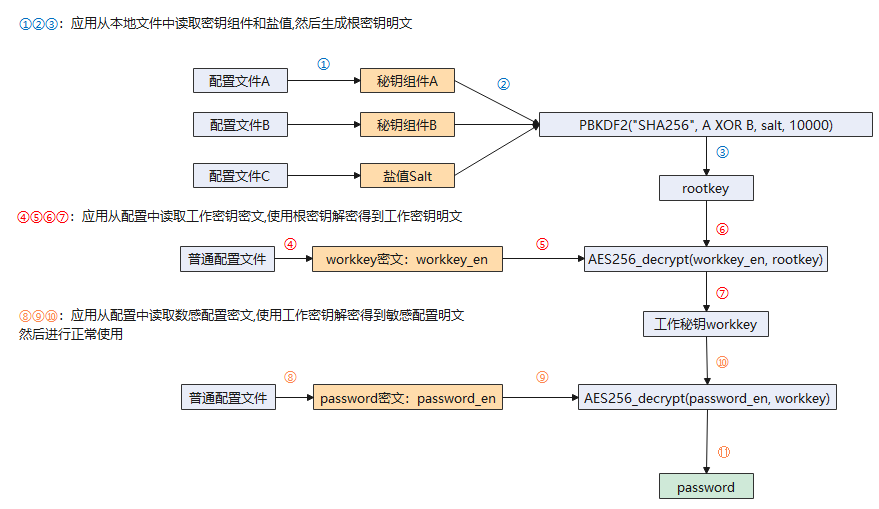 ①②③：应用从本地文件中读取密钥组件和盐值,然后生成根密钥明文
①
配置文件A
秘钥组件A
②
配置文件B
秘钥组件B
PBKDF2("SHA256", A XOR B, salt, 10000)
③
配置文件C
盐值Salt
rootkey
④⑤⑥⑦：应用从配置中读取工作密钥密文,使用根密钥解密得到工作密钥明文
⑥
④
⑤
普通配置文件
workkey密文：workkey_en
AES256_decrypt(workkey_en, rootkey)
⑦
⑧⑨⑩：应用从配置中读取数感配置密文,使用工作密钥解密得到敏感配置明文
然后进行正常使用
工作秘钥workkey
⑩
⑧
⑨
普通配置文件
password密文：password_en
AES256_decrypt(password_en, workkey)
⑪
password